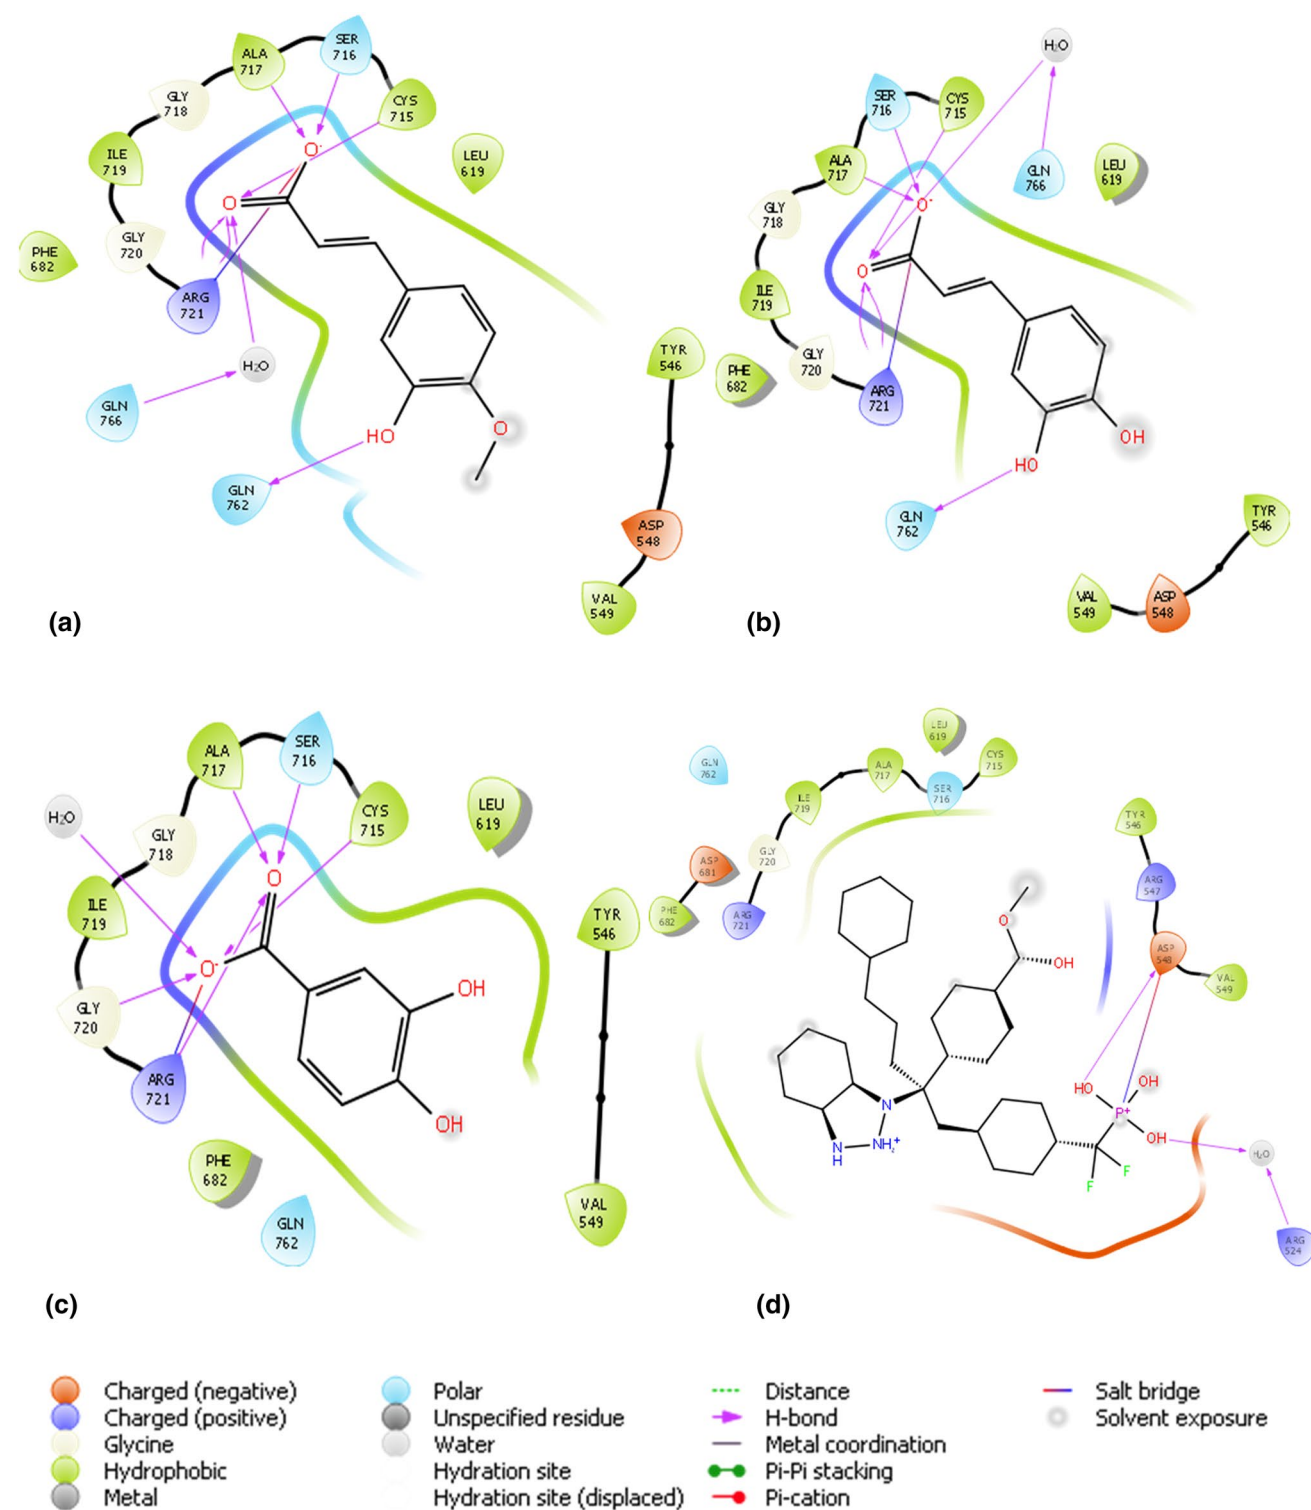 ALA
717
SER
716
GLY
718
CYS
715
ILE
719
LEU
619
O-
O
GLY
720
PHE
682
ARG
721
H2O
GLN
766
HO
O
GLN
762
TYR
546
ASP
548
VAL
549
(a)
H2O
SER
716
CYS
715
ALA
717
GLN
766
LEU
619
GLY
718
O-
O
ILE
719
GLY
720
PHE
682
ARG
721
OH
HO
GLN
762
TYR
546
VAL
549
ASP
548
(b)
ALA
717
SER
716
H2O
GLY
718
CYS
715
LEU
619
ILE
719
O
O-
TYR
546
OH
GLY
720
ARG
721
OH
PHE
682
GLN
762
VAL
549
(c)
LEU
619
GLN
762
ALA
717
CYS
715
ILE
719
SER
716
TYR
546
ASP
681
GLY
720
ARG
547
PHE
682
ARG
721
O
OH
ASP
548
VAL
549
HO
OH
P+
OH
N
NH2+
N
H
F
F
H2O
ARG
524
(d)
Charged (negative)
Charged (positive)
Glycine
Hydrophobic
Metal
Polar
Unspecified residue
Water
Hydration site
Hydration site (displaced)
Distance
H-bond
Metal coordination
Pi-Pi stacking
Pi-cation
Salt bridge
Solvent exposure